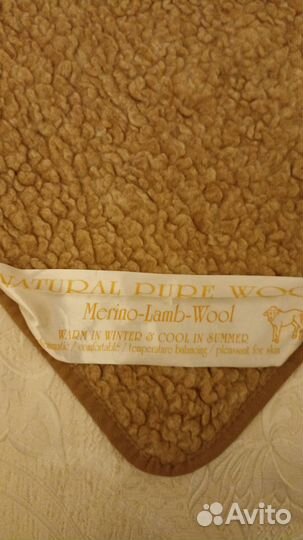 NATURAL PURE WOO
Merino-Lamb-Wool
WARM IN WINTER & COOL IN SUMMER
/ comfortable / temperature balancing / pleasant for skin
Avito